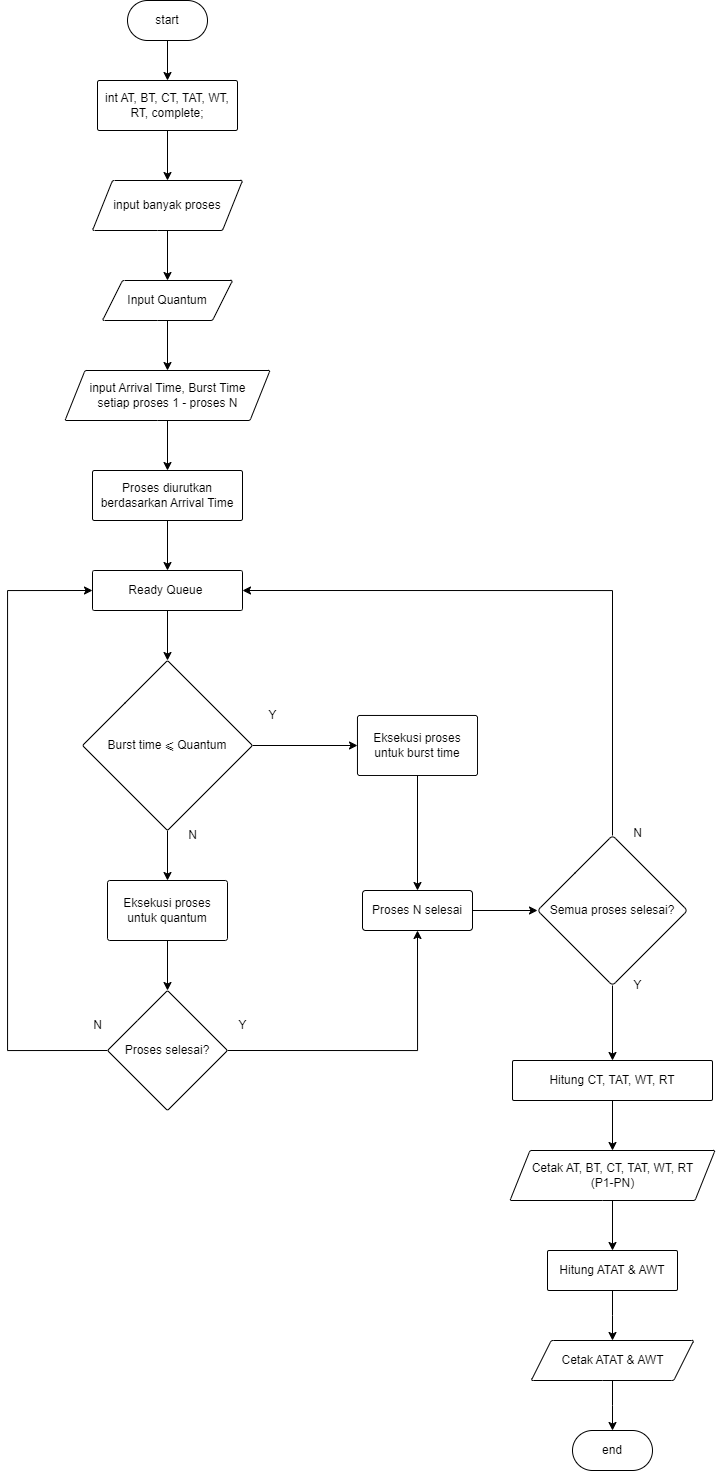 start
int AT, BT, CT, TAT, WT,
RT, complete;
input banyak proses
Input Quantum
input Arrival Time, Burst Time
setiap proses 1 - proses N
Proses diurutkan
berdasarkan Arrival Time
Ready Queue
Burst time ⩽ Quantum
Y
Eksekusi proses
untuk burst time
N
Eksekusi proses
untuk quantum
Proses selesai?
N
Y
Proses N selesai
Semua proses selesai?
N
Y
Hitung CT, TAT, WT, RT
Cetak AT, BT, CT, TAT, WT, RT
(P1-PN)
Hitung ATAT & AWT
Cetak ATAT & AWT
end